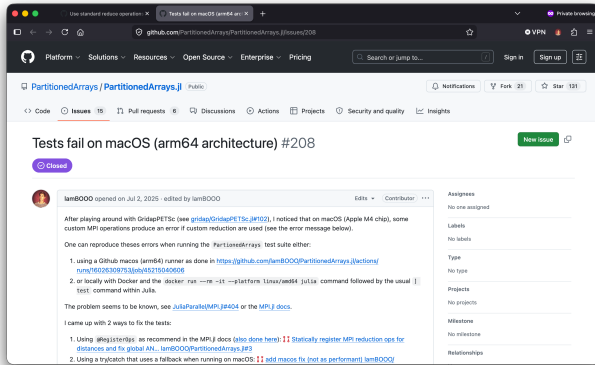 Use standard reduce operation
Tests fail on macOS (arm64 arc
Private browsing
github.com/PartitionedArrays/PartitionedArrays.jl/issues/208
VPN
Platform Solutions Resources Open Source Enterprise Pricing
Search or jump to...
Sign in
Sign up
PartitionedArrays / PartitionedArrays.jl Public
Notifications
Fork 21
Star 131
Code Issues 15 Pull requests 6 Discussions Actions Projects Security and quality Insights
Tests fail on macOS (arm64 architecture) #208
New issue
Closed
lamBOOO opened on Jul 2, 2025 · edited by lamBOOO
Edits Contributor
After playing around with GridapPETSc (see gridap/GridapPETSc.jl#102), I noticed that on macOS (Apple M4 chip), some
custom MPI operations produce an error if custom reduction are used (see the error message below).
One can reproduce theses errors when running the PartionedArrays test suite either:
1. using a Github macos (arm64) runner as done in https://github.com/lamBOOO/PartitionedArrays.jl/actions/
runs/16026309753/job/45215040606
2. or locally with Docker and the docker run --rm -it --platform linux/amd64 julia command followed by the usual ]
test command within Julia.
The problem seems to be known, see JuliaParallel/MPI.jl#404 or the MPI.jl docs.
I came up with 2 ways to fix the tests:
1. Using @RegisterOps as recommend in the MPI.jl docs (also done here): Statically register MPI reduction ops for
distances and fix global AN... lamBOOO/PartitionedArrays.jl#3
2. Using a try/catch that uses a fallback when running on macOS: add macos fix (not as performant) lamBOOO/
Assignees
No one assigned
Labels
No labels
Type
No type
Projects
No projects
Milestone
No milestone
Relationships